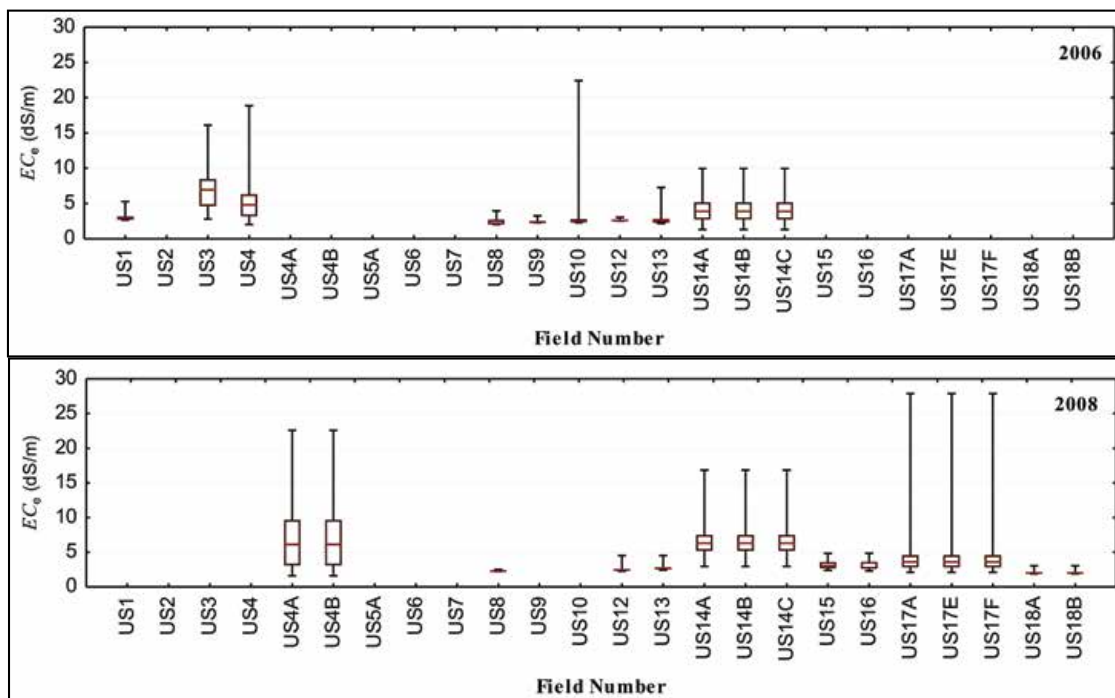 30
2006
25
20
15
10
5
0
ECe (dS/m)
US1 US2 US3 US4 US4A US4B US5A US6 US7 US8 US9 US10 US12 US13 US14A US14B US14C US15 US16 US17A US17E US17F US18A US18B
Field Number
30
2008
25
20
15
10
5
0
ECe (dS/m)
US1 US2 US3 US4 US4A US4B US5A US6 US7 US8 US9 US10 US12 US13 US14A US14B US14C US15 US16 US17A US17E US17F US18A US18B
Field Number